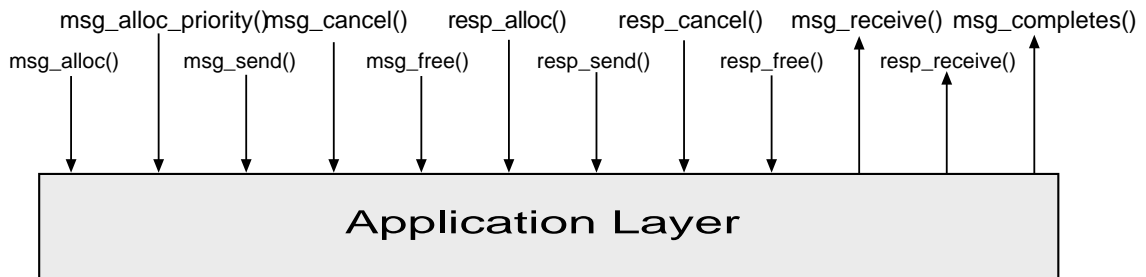 msg_alloc_priority() msg_cancel() resp_alloc() resp_cancel() msg_receive() msg_completes()
msg_alloc() msg_send() msg_free() resp_send() resp_free() resp_receive()
Application Layer